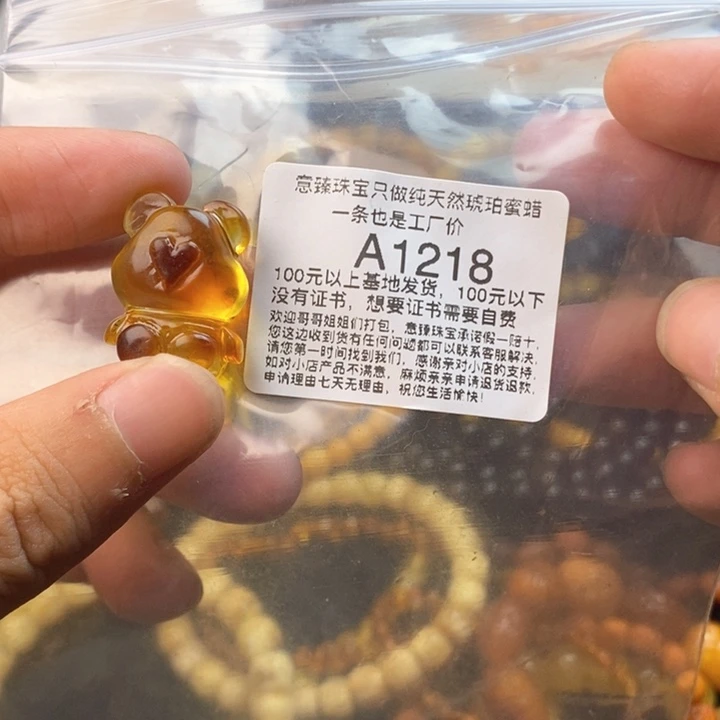 意臻珠宝只做纯天然琥珀蜜蜡
一条也是工厂价
A1218
100元以上基地发货，100元以下
没有证书，想要证书需要自费
欢迎哥哥姐姐们打包，意臻珠宝承诺假一赔十，
您这边收到货有任何问题都可以联系客服解决，
请您第一时间找到我们，感谢亲对小店的支持，
如对小店产品不满意，麻烦亲亲申请退货退款，
申请理由七天无理由，祝您生活愉快！